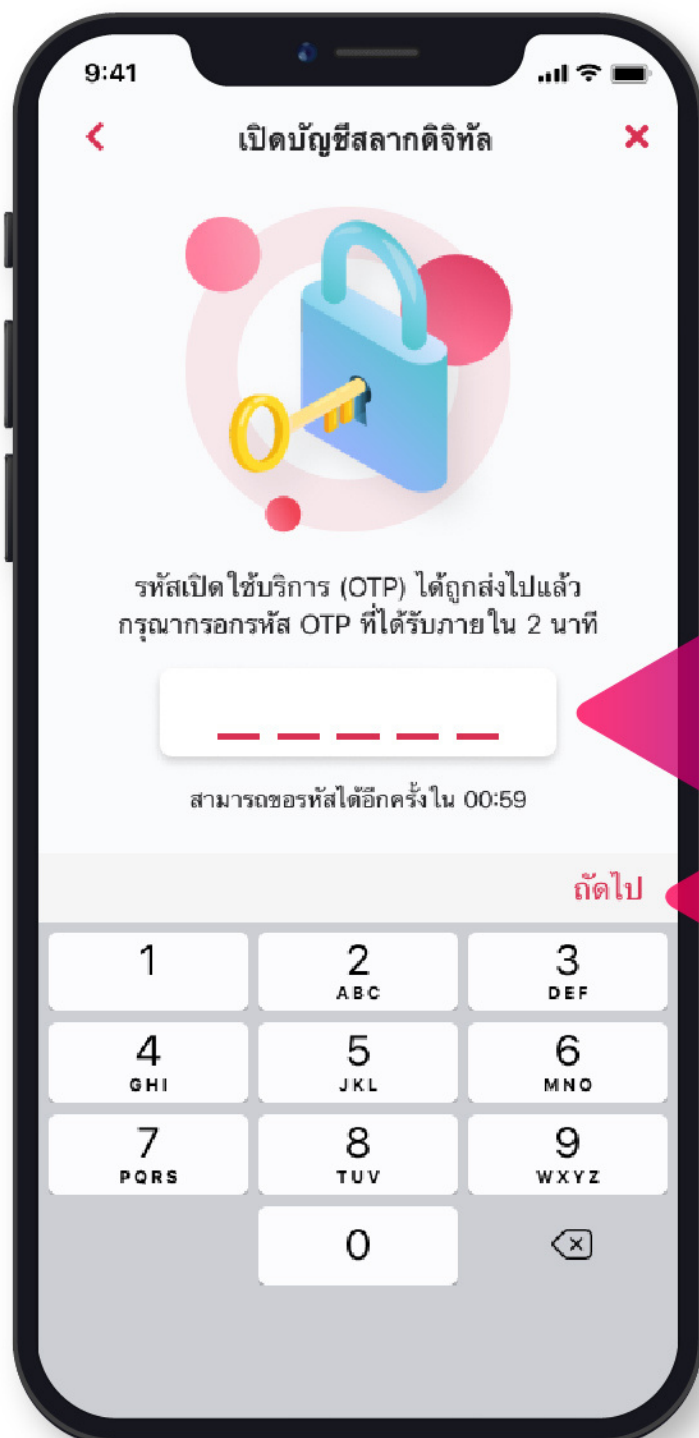 9:41
เปิดบัญชีสลากดิจิทัล
รหัสเปิดใช้บริการ (OTP) ได้ถูกส่งไปแล้ว
กรุณากรอกรหัส OTP ที่ได้รับภายใน 2 นาที
สามารถขอรหัสได้อีกครั้งใน 00:59
ถัดไป
1 2 3
ABC DEF
4 5 6
GHI JKL MNO
7 8 9
PQRS TUV WXYZ
0